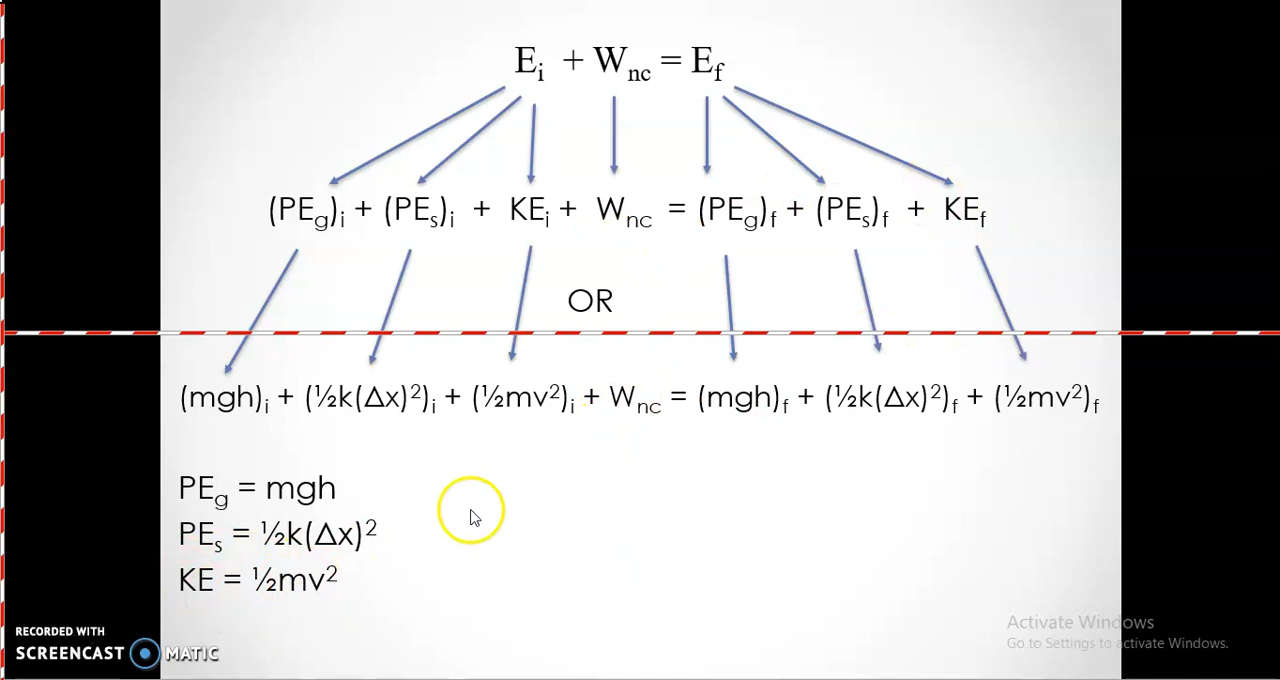 Eᵢ + Wnc = Ef
(PEg)i + (PEs)i + KEi + Wnc = (PEg)f + (PEs)f + KEf
OR
(mgh)i + (½k(Δx)²)i + (½mv²)i + Wnc = (mgh)f + (½k(Δx)²)f + (½mv²)f
PEg = mgh
PEs = ½k(Δx)²
KE = ½mv²
RECORDED WITH
SCREENCAST MATIC
Activate Windows
Go to Settings to activate Windows.